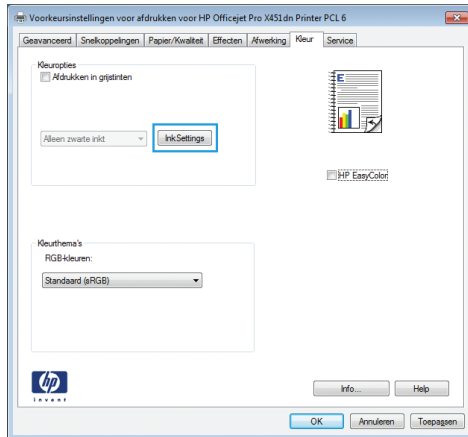 Voorkeursinstellingen voor afdrukken voor HP Officejet Pro X451dn Printer PCL 6
Geavanceerd Snelkoppelingen Papier/Kwaliteit Effecten Afwerking Kleur Service
Kleuropties
Afdrukken in grijstinten
Alleen zwarte inkt
InkSettings
E
HP EasyColor
Kleurthema's
RGB-kleuren:
Standaard (sRGB)
hp
invent
Info... Help
OK Annuleren Toepassen